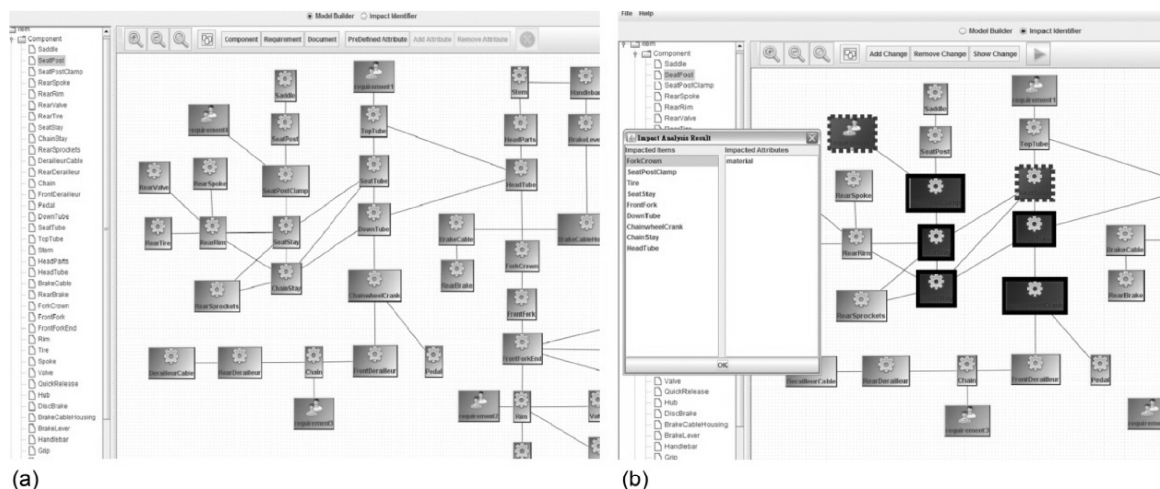 Model Builder Impact Identifier
Component Requirement Document PreDefined Attribute Add Attribute Remove Attribute
Item
Component
Saddle
SeatPost
SeatPostClamp
RearSpoke
RearRim
RearValve
RearTire
SeatStay
ChainStay
RearSprockets
DerailleurCable
RearDerailleur
Chain
FrontDerailleur
Pedal
DownTube
SeatTube
TopTube
Stem
HeadParts
HeadTube
BrakeCable
RearBrake
ForkCrown
FrontFork
FrontForkEnd
Rim
Tire
Spoke
Valve
QuickRelease
Hub
DiscBrake
BrakeCableHousing
BrakeLever
Handlebar
Grip
requirement1
Stem
Handlebar
Saddle
requirement4
TopTube
SeatPost
HeadParts
BrakeLever
RearValve
RearSpoke
SeatPostClamp
SeatTube
HeadTube
RearTire
RearRim
SeatStay
DownTube
BrakeCable
BrakeCableHousing
ForkCrown
RearSprockets
ChainStay
RearBrake
ChainwheelCrank
FrontFork
FrontForkEnd
DerailleurCable
RearDerailleur
Chain
FrontDerailleur
Pedal
requirement3
requirement2
Rim
(a)
File Help
Model Builder Impact Identifier
Add Change Remove Change Show Change
Item
Component
Saddle
SeatPost
SeatPostClamp
RearSpoke
RearRim
RearValve
Impact Analysis Result
Impacted Items Impacted Attributes
ForkCrown material
SeatPostClamp
Tire
SeatStay
FrontFork
DownTube
ChainwheelCrank
ChainStay
HeadTube
OK
Valve
QuickRelease
Hub
DiscBrake
BrakeCableHousing
BrakeLever
Handlebar
Grip
requirement1
Saddle
TopTube
SeatPost
RearSpoke
RearRim
BrakeCable
RearSprockets
RearBrake
DerailleurCable
RearDerailleur
Chain
FrontDerailleur
Pedal
requirement3
(b)